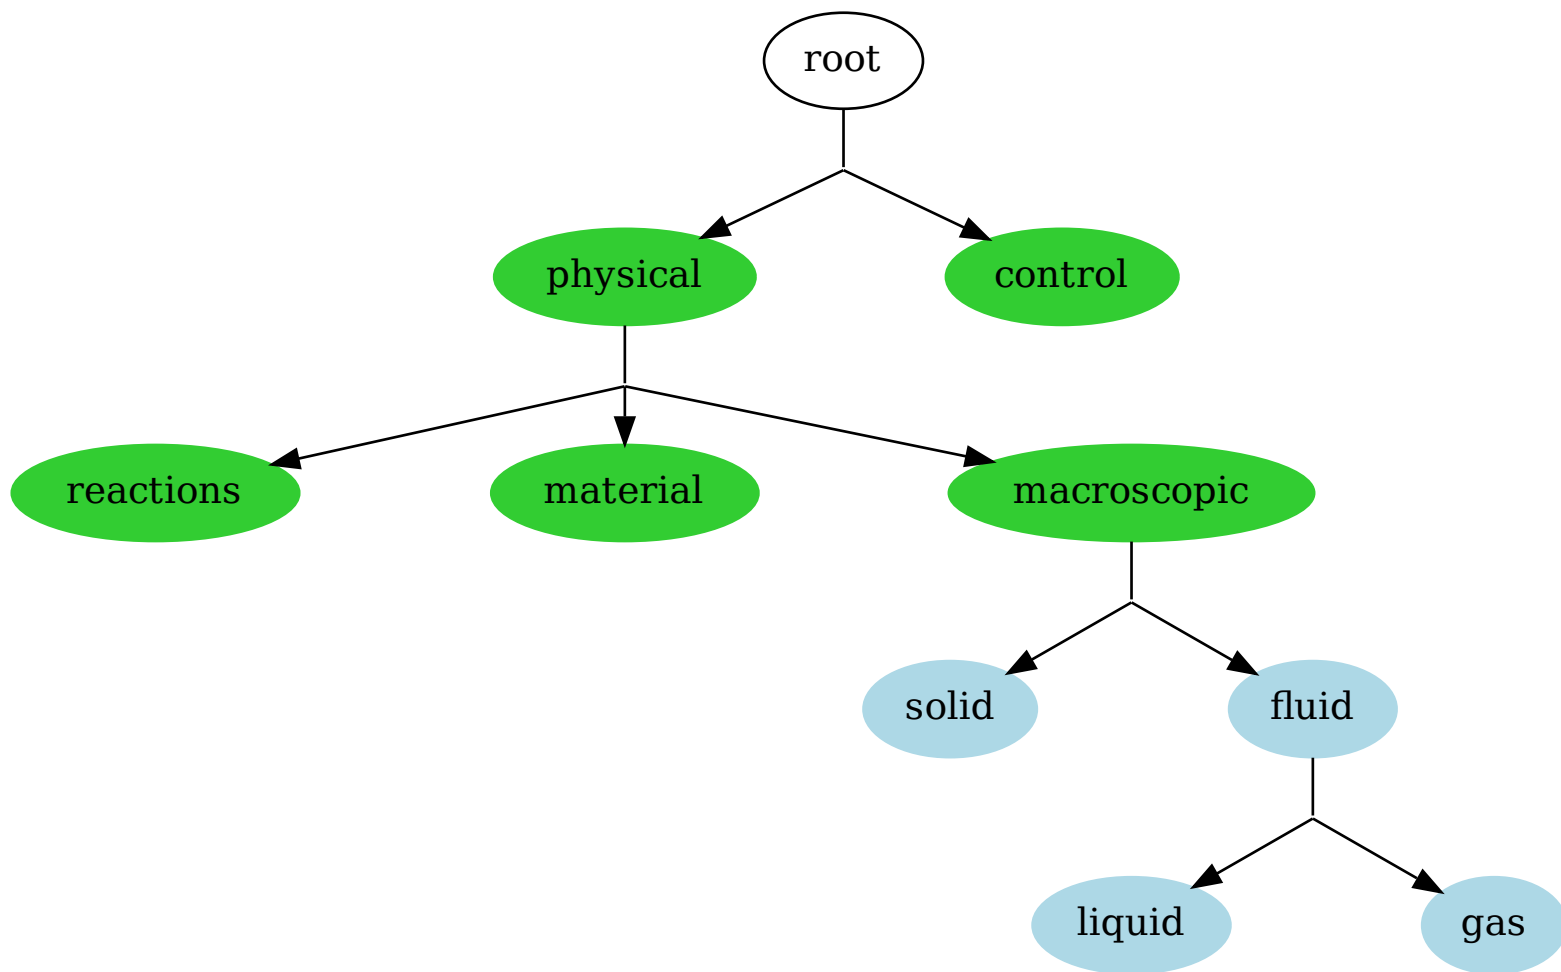 root
physical
control
reactions
material
macroscopic
solid
fluid
liquid
gas